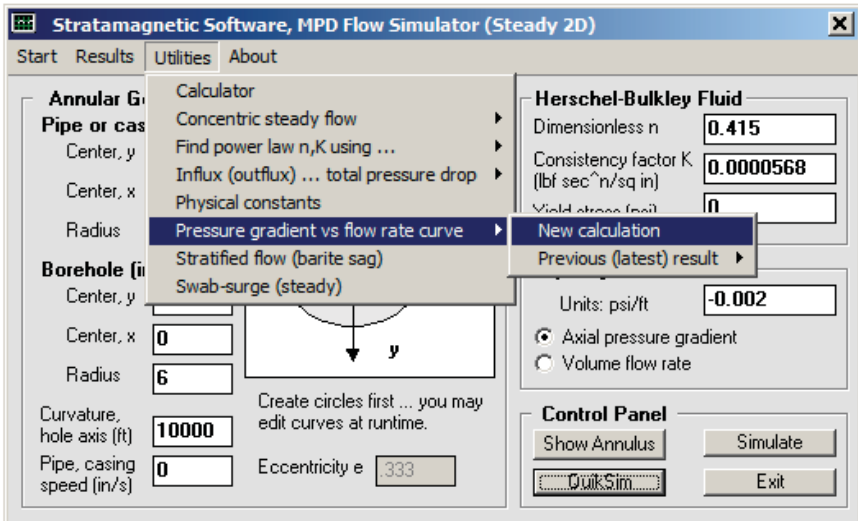 Stratamagnetic Software, MPD Flow Simulator (Steady 2D)
Start Results Utilities About
Calculator
Concentric steady flow
Find power law n,K using ...
Influx (outflux) ... total pressure drop
Physical constants
Pressure gradient vs flow rate curve
Stratified flow (barite sag)
Swab-surge (steady)
New calculation
Previous (latest) result
Annular
Pipe or
Center, y
Center, x
Radius
Borehole
Center, y
Center, x 0
Radius 6
Curvature,
hole axis (ft) 10000
Pipe, casing
speed (in/s) 0
y
Create circles first ... you may
edit curves at runtime.
Eccentricity e .333
Herschel-Bulkley Fluid
Dimensionless n 0.415
Consistency factor K
(lbf sec^n/sq in) 0.0000568
Yield stress (psi) 0
Units: psi/ft -0.002
Axial pressure gradient
Volume flow rate
Control Panel
Show Annulus Simulate
QuikSim Exit